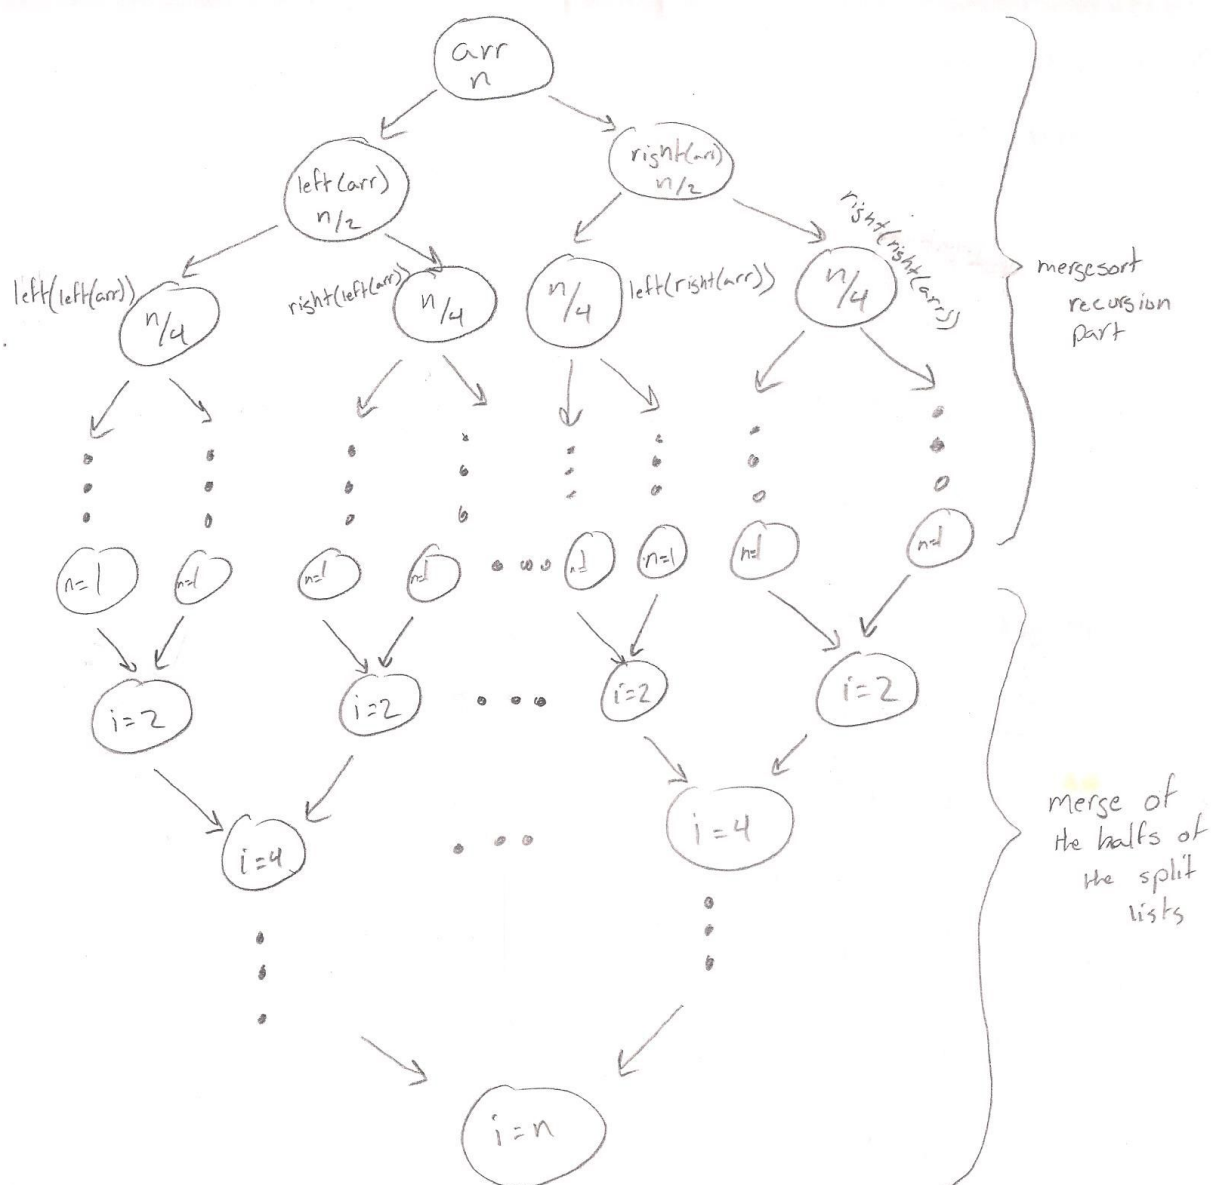 arr
n
left(arr)
n/2
right(arr)
n/2
left(left(arr))
n/4
right(left(arr))
n/4
n/4
left(right(arr))
n/4
right(right(arr))
mergesort
recursion
part
n=1
n=1
n=1
n=1
n=1
n=1
n=1
n=1
i=2
i=2
i=2
i=2
i=4
i=4
merge of
the halfs of
the split
lists
i=n